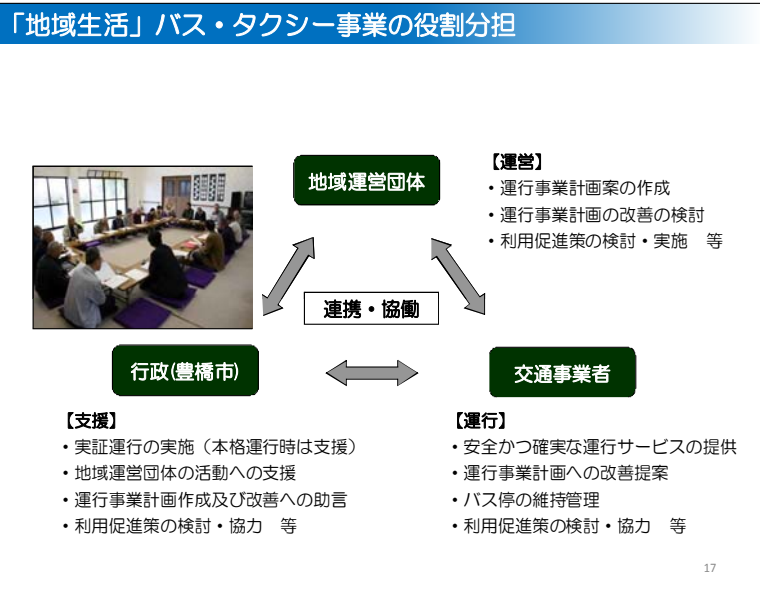 「地域生活」バス・タクシー事業の役割分担
地域運営団体
【運営】
・運行事業計画案の作成
・運行事業計画の改善の検討
・利用促進策の検討・実施　等
連携・協働
行政(豊橋市)
【支援】
・実証運行の実施（本格運行時は支援）
・地域運営団体の活動への支援
・運行事業計画作成及び改善への助言
・利用促進策の検討・協力　等
交通事業者
【運行】
・安全かつ確実な運行サービスの提供
・運行事業計画への改善提案
・バス停の維持管理
・利用促進策の検討・協力　等
17